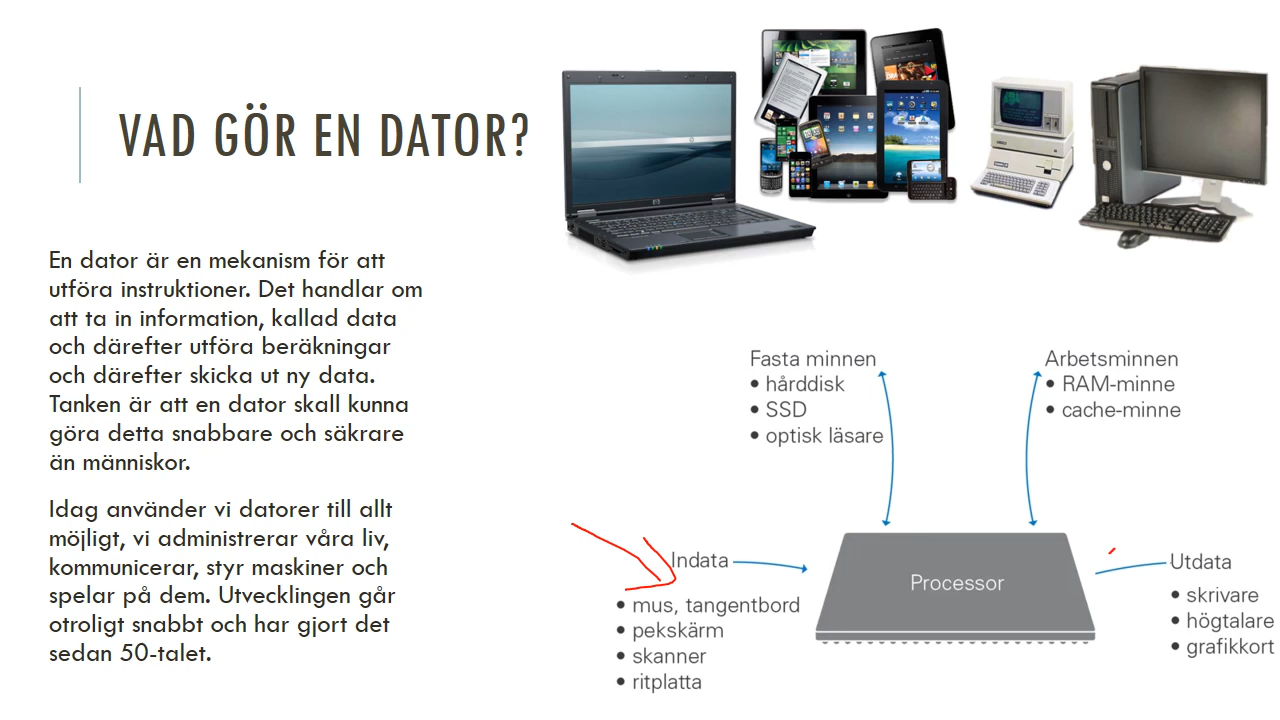 VAD GÖR EN DATOR?
En dator är en mekanism för att
utföra instruktioner. Det handlar om
att ta in information, kallad data
och därefter utföra beräkningar
och därefter skicka ut ny data.
Tanken är att en dator skall kunna
göra detta snabbare och säkrare
än människor.
Idag använder vi datorer till allt
möjligt, vi administrerar våra liv,
kommunicerar, styr maskiner och
spelar på dem. Utvecklingen går
otroligt snabbt och har gjort det
sedan 50-talet.
Fasta minnen
• hårddisk
• SSD
• optisk läsare
Arbetsminnen
• RAM-minne
• cache-minne
Indata
• mus, tangentbord
• pekskärm
• skanner
• ritplatta
Processor
Utdata
• skrivare
• högtalare
• grafikkort